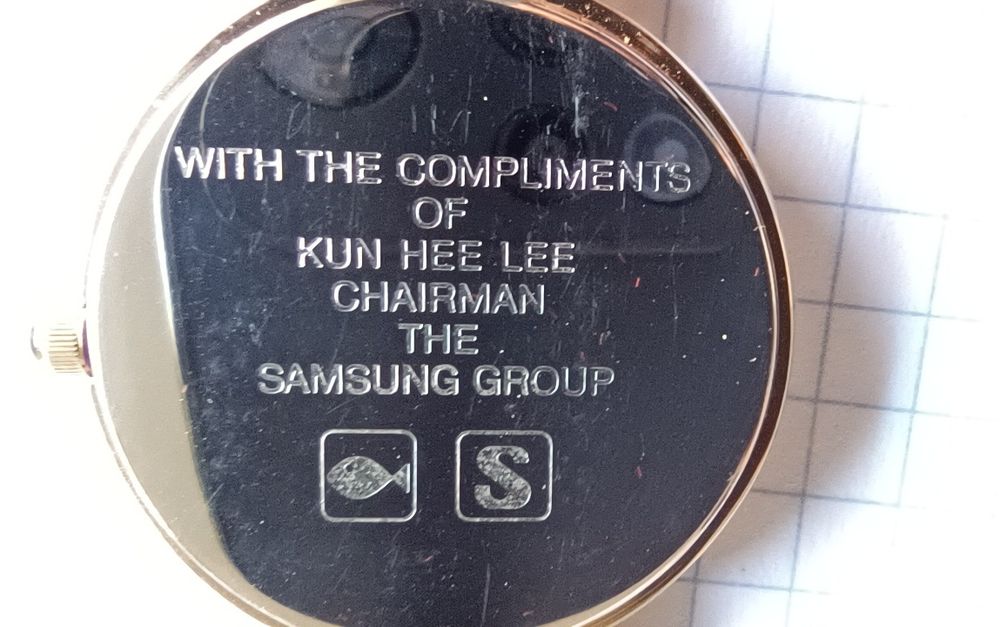 WITH THE COMPLIMENTS
OF
KUN HEE LEE
CHAIRMAN
THE
SAMSUNG GROUP
S